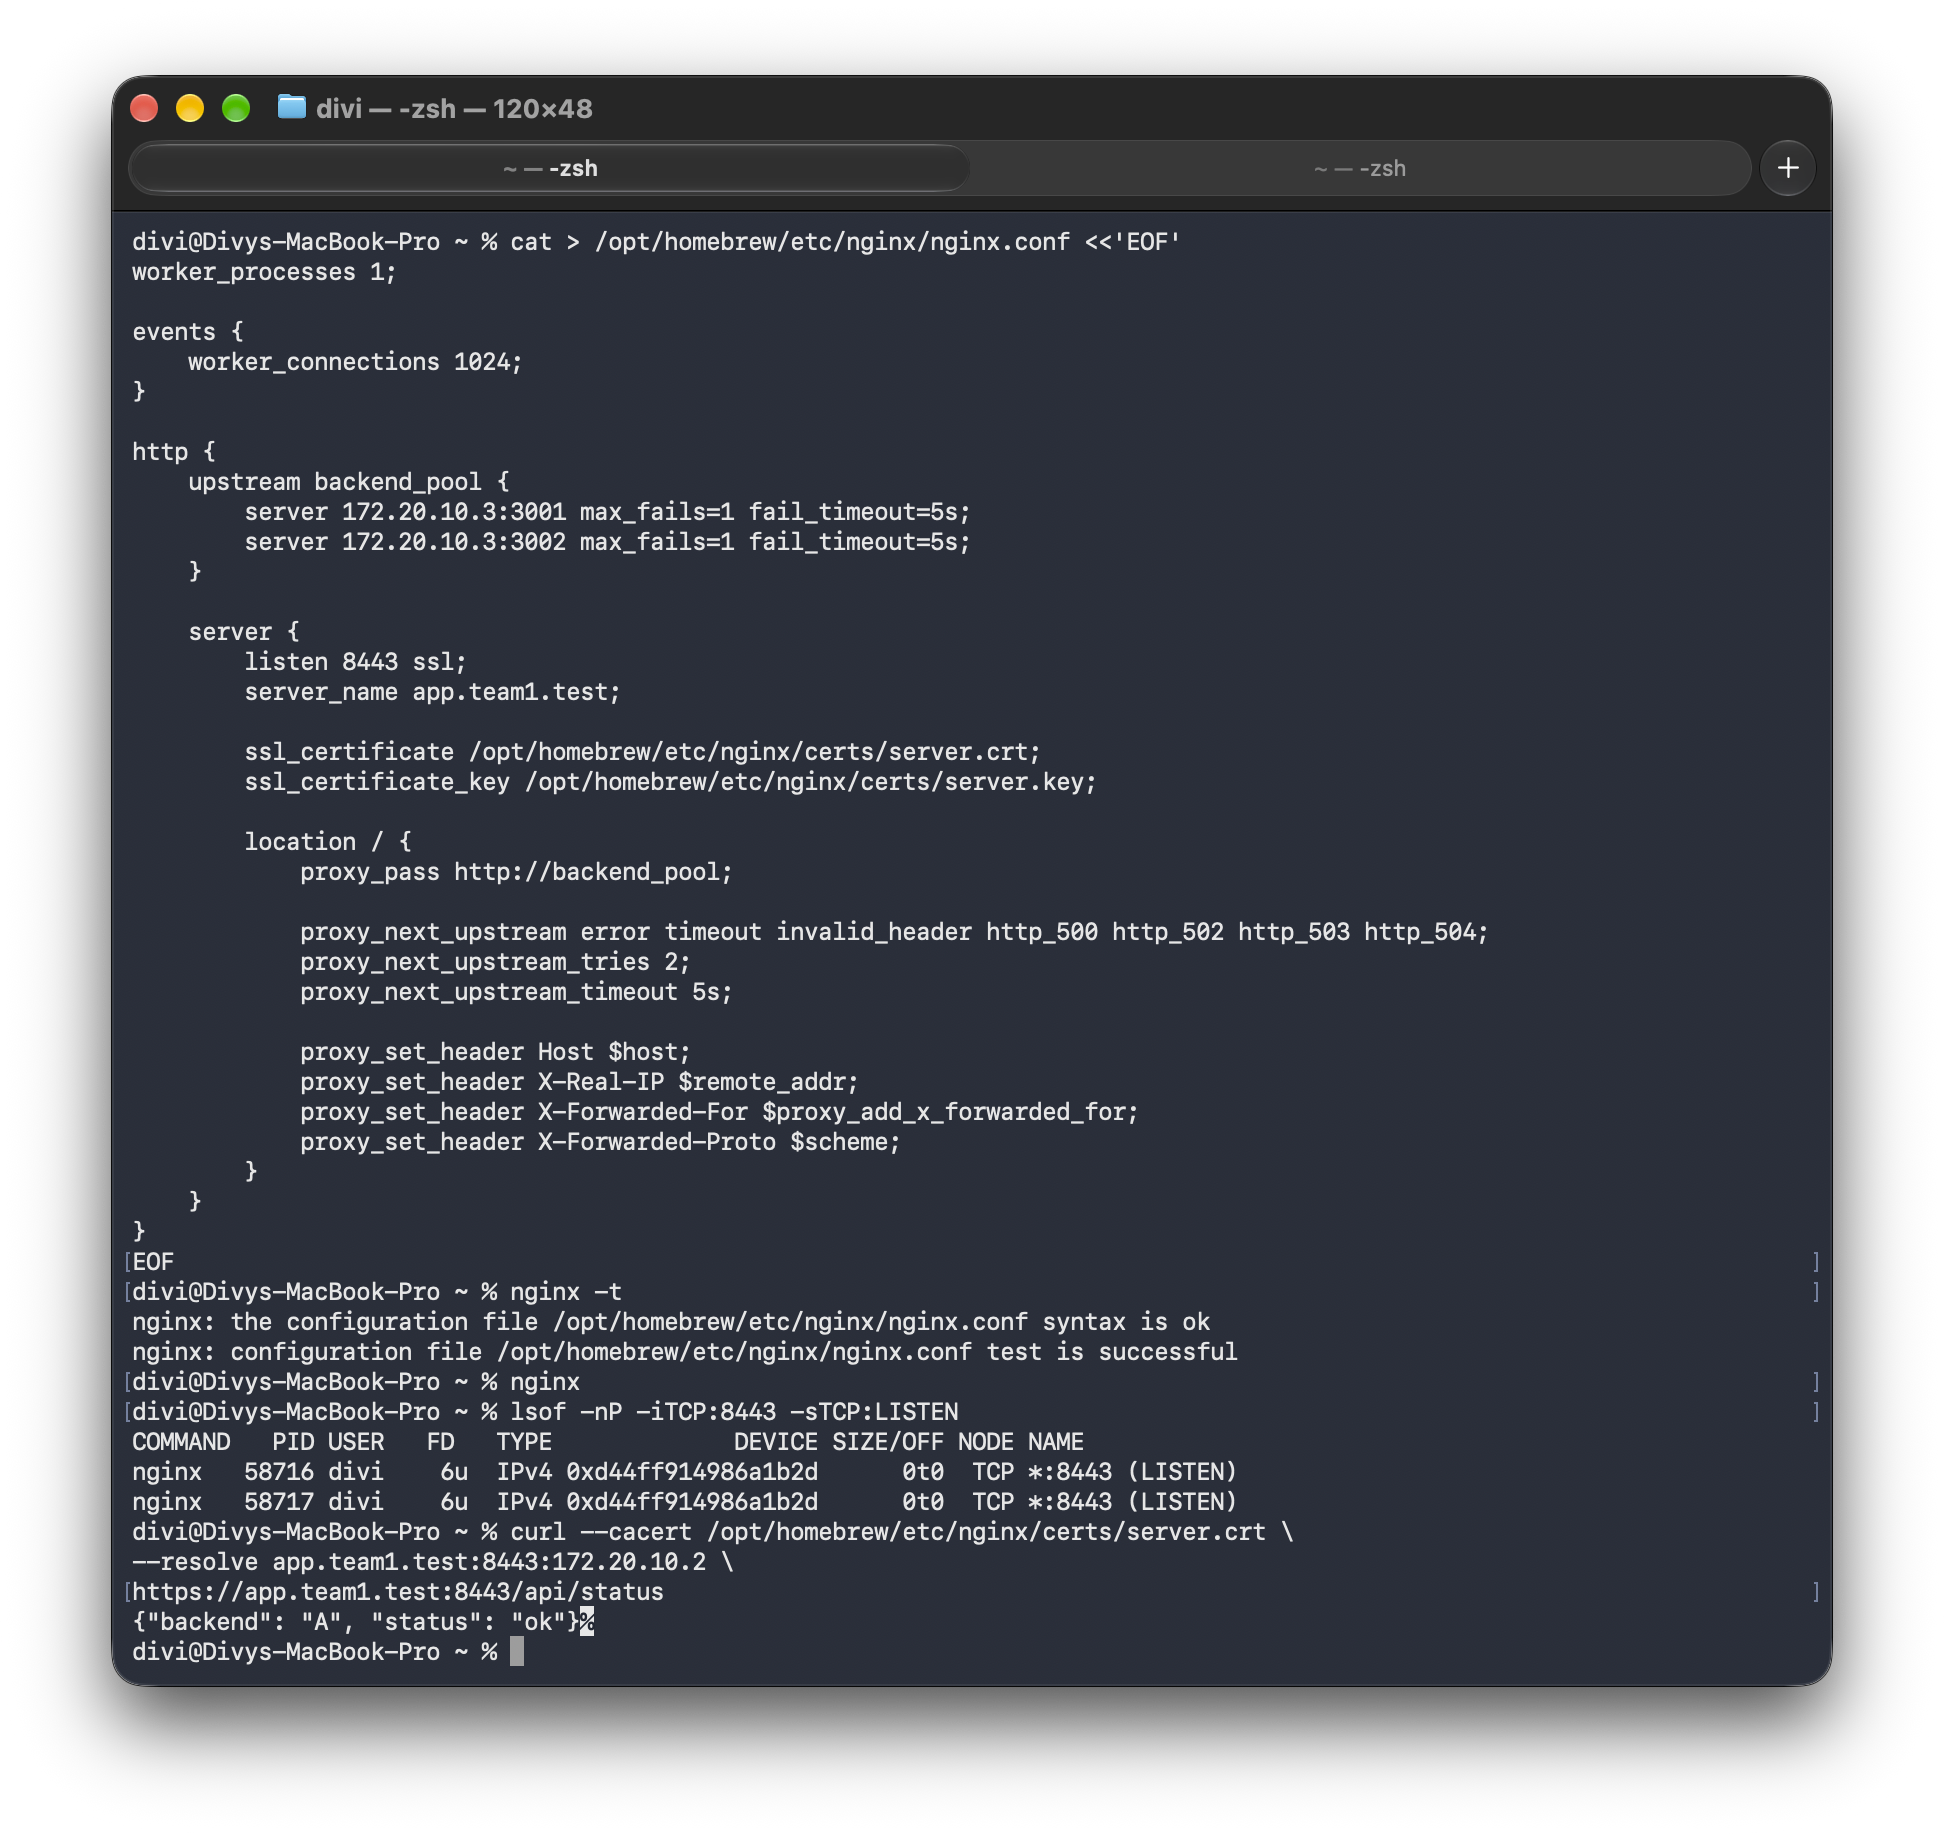 divi — -zsh — 120×48
~ — -zsh
~ — -zsh
+
divi@Divys-MacBook-Pro ~ % cat > /opt/homebrew/etc/nginx/nginx.conf <<'EOF'
worker_processes 1;

events {
    worker_connections 1024;
}

http {
    upstream backend_pool {
        server 172.20.10.3:3001 max_fails=1 fail_timeout=5s;
        server 172.20.10.3:3002 max_fails=1 fail_timeout=5s;
    }

    server {
        listen 8443 ssl;
        server_name app.team1.test;

        ssl_certificate /opt/homebrew/etc/nginx/certs/server.crt;
        ssl_certificate_key /opt/homebrew/etc/nginx/certs/server.key;

        location / {
            proxy_pass http://backend_pool;

            proxy_next_upstream error timeout invalid_header http_500 http_502 http_503 http_504;
            proxy_next_upstream_tries 2;
            proxy_next_upstream_timeout 5s;

            proxy_set_header Host $host;
            proxy_set_header X-Real-IP $remote_addr;
            proxy_set_header X-Forwarded-For $proxy_add_x_forwarded_for;
            proxy_set_header X-Forwarded-Proto $scheme;
        }
    }
}
[EOF ]
[divi@Divys-MacBook-Pro ~ % nginx -t ]
nginx: the configuration file /opt/homebrew/etc/nginx/nginx.conf syntax is ok
nginx: configuration file /opt/homebrew/etc/nginx/nginx.conf test is successful
[divi@Divys-MacBook-Pro ~ % nginx ]
[divi@Divys-MacBook-Pro ~ % lsof -nP -iTCP:8443 -sTCP:LISTEN ]
COMMAND   PID USER   FD   TYPE             DEVICE SIZE/OFF NODE NAME
nginx   58716 divi    6u  IPv4 0xd44ff914986a1b2d      0t0  TCP *:8443 (LISTEN)
nginx   58717 divi    6u  IPv4 0xd44ff914986a1b2d      0t0  TCP *:8443 (LISTEN)
divi@Divys-MacBook-Pro ~ % curl --cacert /opt/homebrew/etc/nginx/certs/server.crt \
--resolve app.team1.test:8443:172.20.10.2 \
[https://app.team1.test:8443/api/status ]
{"backend": "A", "status": "ok"}%
divi@Divys-MacBook-Pro ~ %